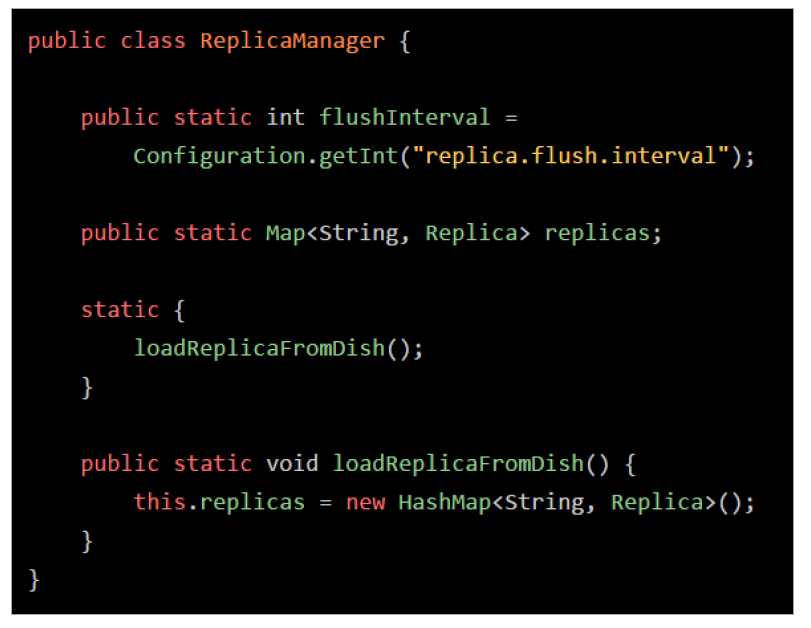 public class ReplicaManager {
public static int flushInterval =
Configuration.getInt("replica.flush.interval");
public static Map<String, Replica> replicas;
static {
loadReplicaFromDish();
}
public static void loadReplicaFromDish() {
this.replicas = new HashMap<String, Replica>();
}
}